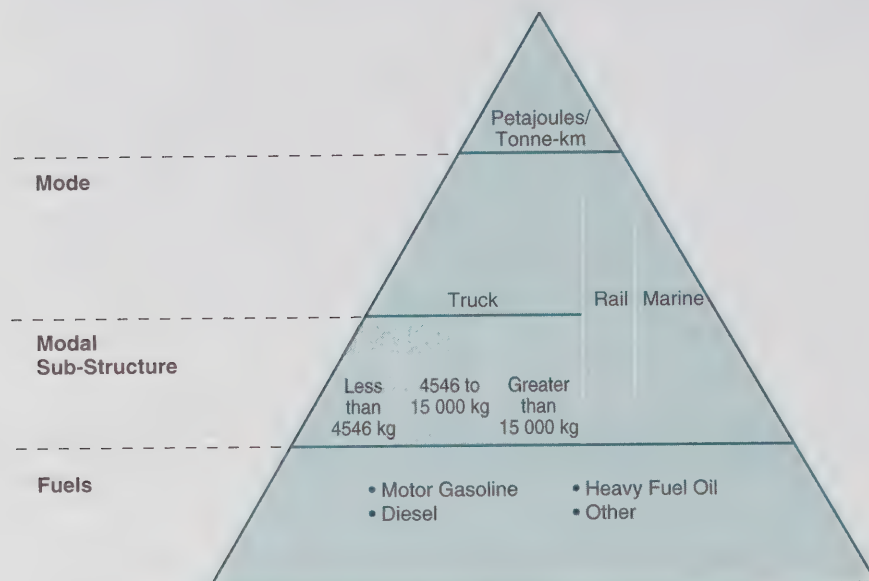 Petajoules/
Tonne-km
Mode
Truck
Rail
Marine
Modal
Sub-Structure
Less
than
4546 kg
4546 to
15 000 kg
Greater
than
15 000 kg
Fuels
• Motor Gasoline
• Diesel
• Heavy Fuel Oil
• Other